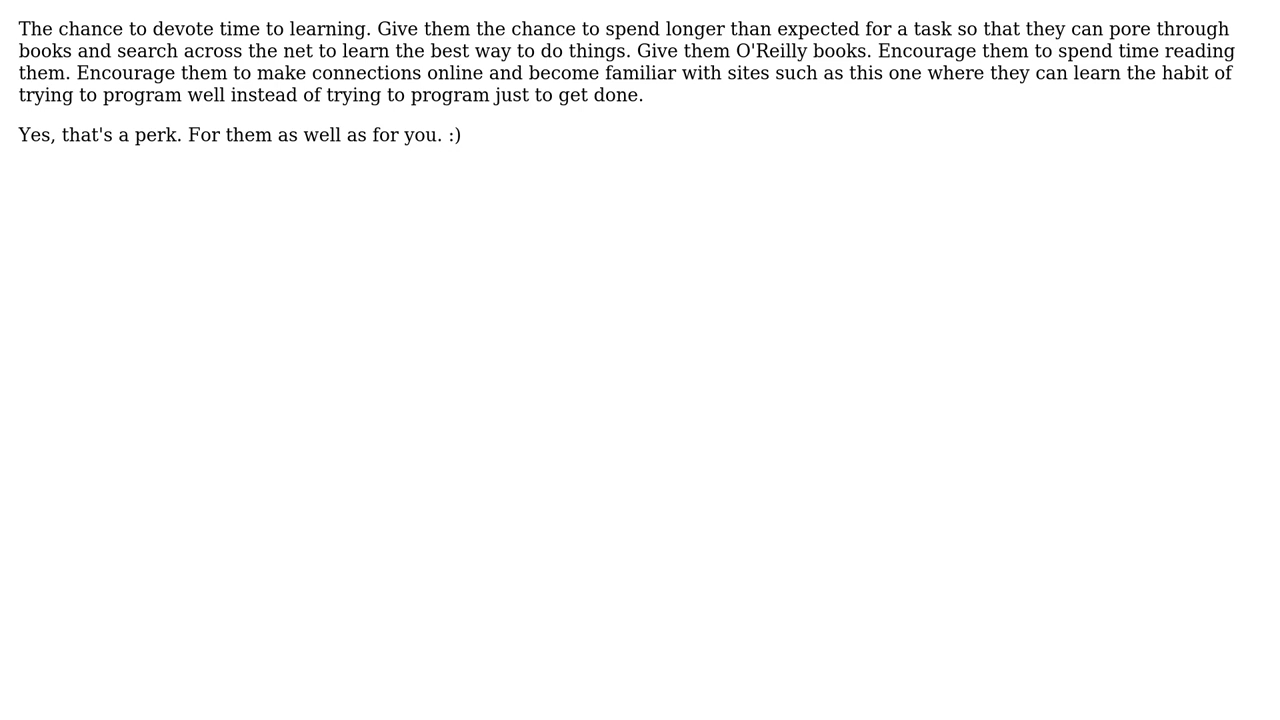 The chance to devote time to learning. Give them the chance to spend longer than expected for a task so that they can pore through
books and search across the net to learn the best way to do things. Give them O'Reilly books. Encourage them to spend time reading
them. Encourage them to make connections online and become familiar with sites such as this one where they can learn the habit of
trying to program well instead of trying to program just to get done.
Yes, that's a perk. For them as well as for you. :)